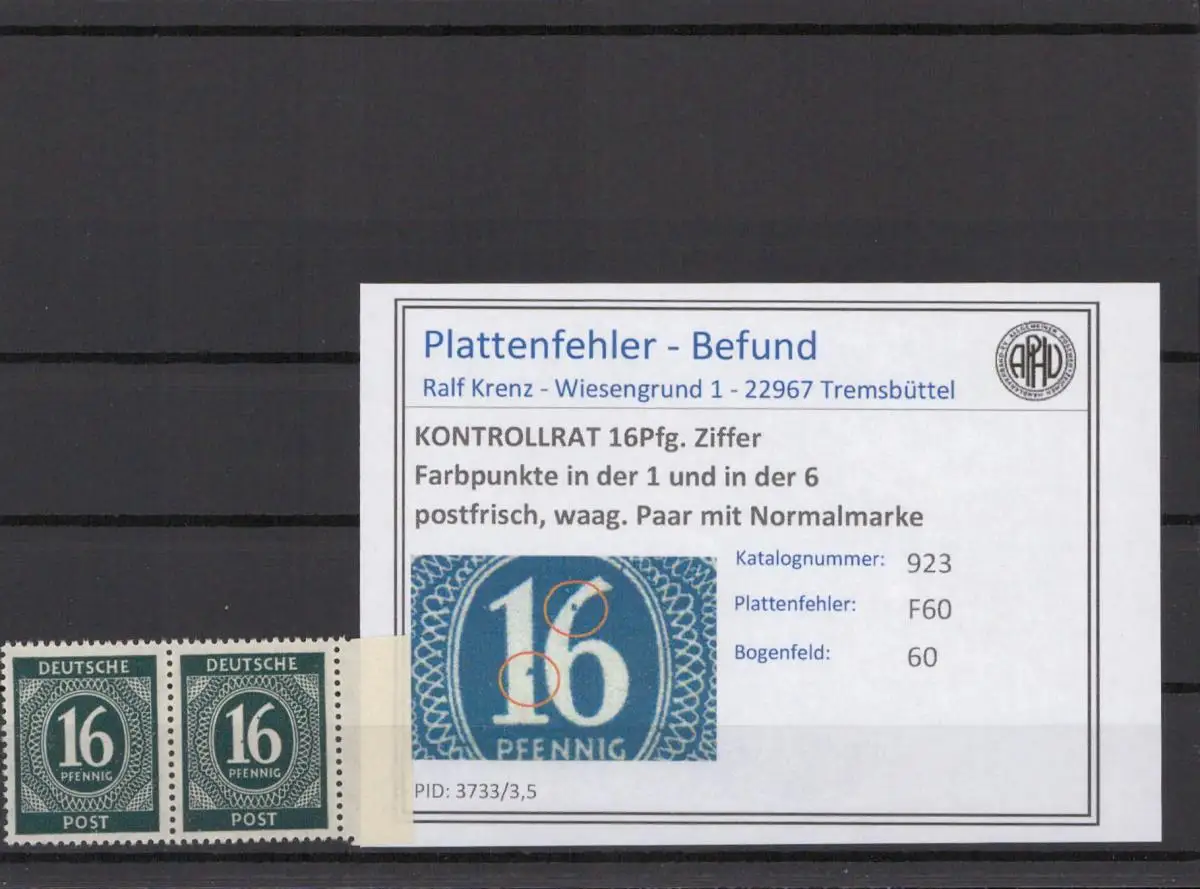 Plattenfehler - Befund
Ralf Krenz - Wiesengrund 1 - 22967 Tremsbüttel
APHV
KONTROLLRAT 16Pfg. Ziffer
Farbpunkte in der 1 und in der 6
postfrisch, waag. Paar mit Normalmarke
16
PFENNIG
Katalognummer: 923
Plattenfehler: F60
Bogenfeld: 60
PID: 3733/3,5
DEUTSCHE
16
PFENNIG
POST
DEUTSCHE
16
PFENNIG
POST